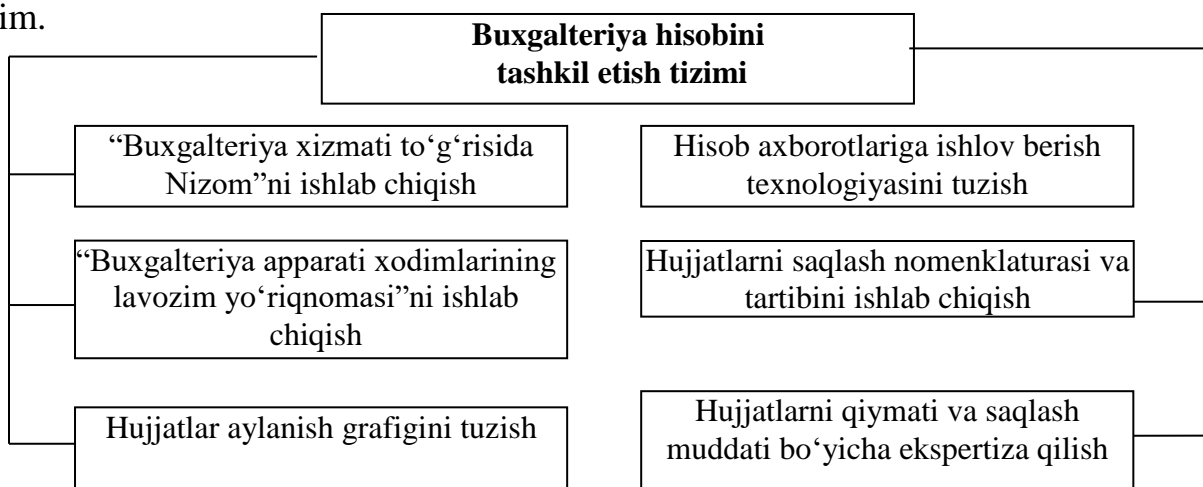 im.
Buxgalteriya hisobini
tashkil etish tizimi
“Buxgalteriya xizmati to‘g‘risida
Nizom”ni ishlab chiqish
“Buxgalteriya apparati xodimlarining
lavozim yo‘riqnomasi”ni ishlab
chiqish
Hujjatlar aylanish grafigini tuzish
Hisob axborotlariga ishlov berish
texnologiyasini tuzish
Hujjatlarni saqlash nomenklaturasi va
tartibini ishlab chiqish
Hujjatlarni qiymati va saqlash
muddati bo‘yicha ekspertiza qilish